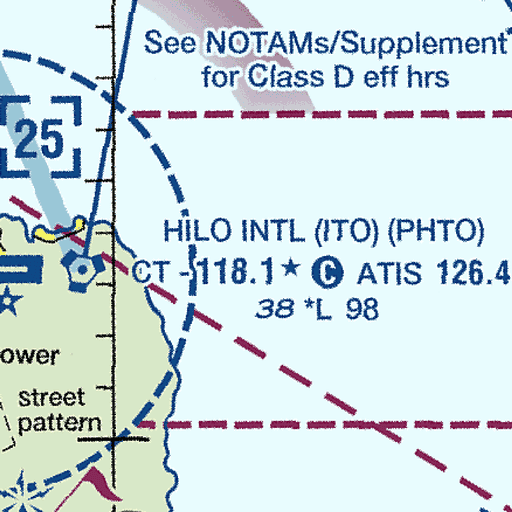 See NOTAMs/Supplement
for Class D eff hrs
25
HILO INTL (ITO) (PHTO)
CT - 118.1 ★ C ATIS 126.4
38 *L 98
ower
street
pattern